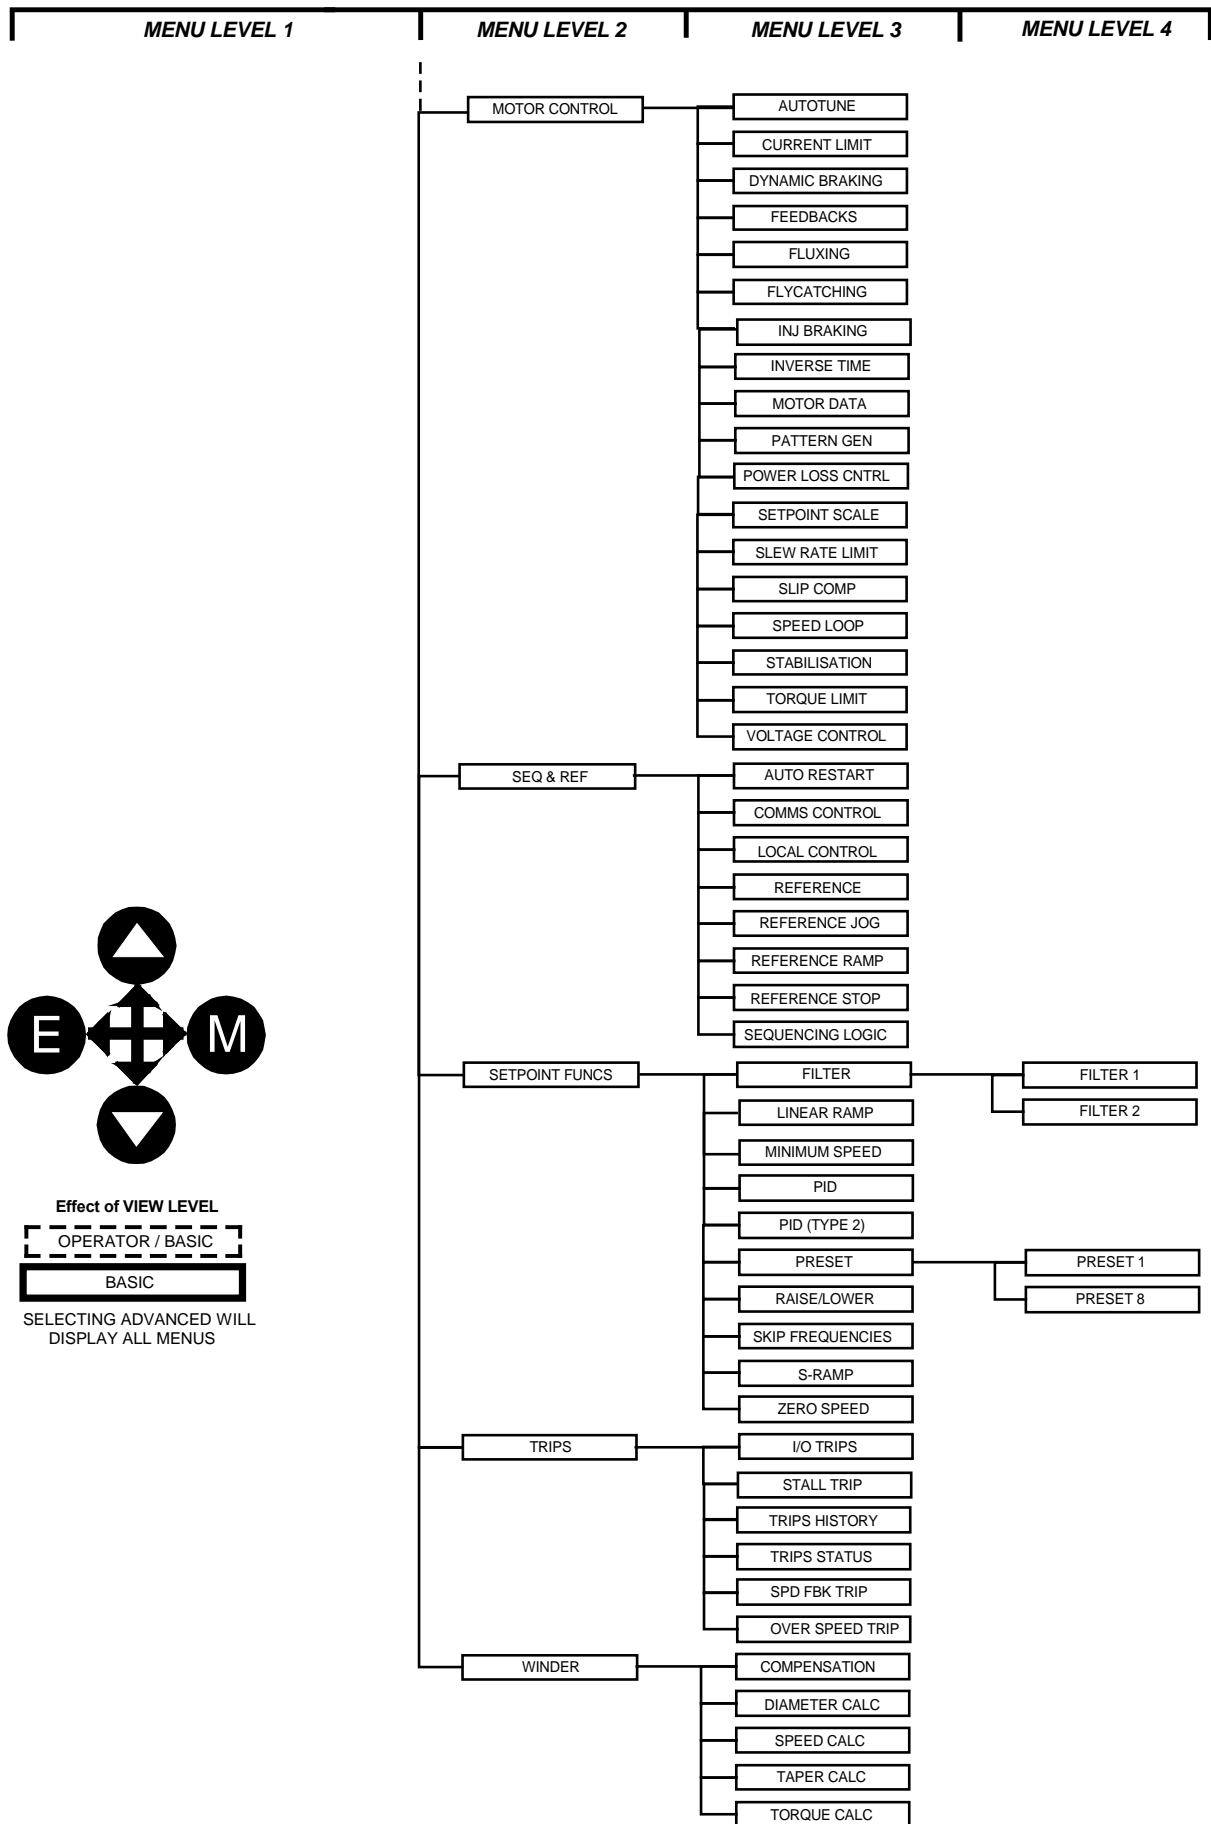 MENU LEVEL 1 MENU LEVEL 2 MENU LEVEL 3 MENU LEVEL 4
MOTOR CONTROL AUTOTUNE
CURRENT LIMIT
DYNAMIC BRAKING
FEEDBACKS
FLUXING
FLYCATCHING
INJ BRAKING
INVERSE TIME
MOTOR DATA
PATTERN GEN
POWER LOSS CNTRL
SETPOINT SCALE
SLEW RATE LIMIT
SLIP COMP
SPEED LOOP
STABILISATION
TORQUE LIMIT
VOLTAGE CONTROL
SEQ & REF AUTO RESTART
COMMS CONTROL
LOCAL CONTROL
REFERENCE
REFERENCE JOG
REFERENCE RAMP
REFERENCE STOP
SEQUENCING LOGIC
E M
SETPOINT FUNCS FILTER FILTER 1
FILTER 2
LINEAR RAMP
MINIMUM SPEED
PID
PID (TYPE 2)
PRESET PRESET 1
RAISE/LOWER PRESET 8
SKIP FREQUENCIES
S-RAMP
ZERO SPEED
Effect of VIEW LEVEL
OPERATOR / BASIC
BASIC
SELECTING ADVANCED WILL
DISPLAY ALL MENUS
TRIPS I/O TRIPS
STALL TRIP
TRIPS HISTORY
TRIPS STATUS
SPD FBK TRIP
OVER SPEED TRIP
WINDER COMPENSATION
DIAMETER CALC
SPEED CALC
TAPER CALC
TORQUE CALC